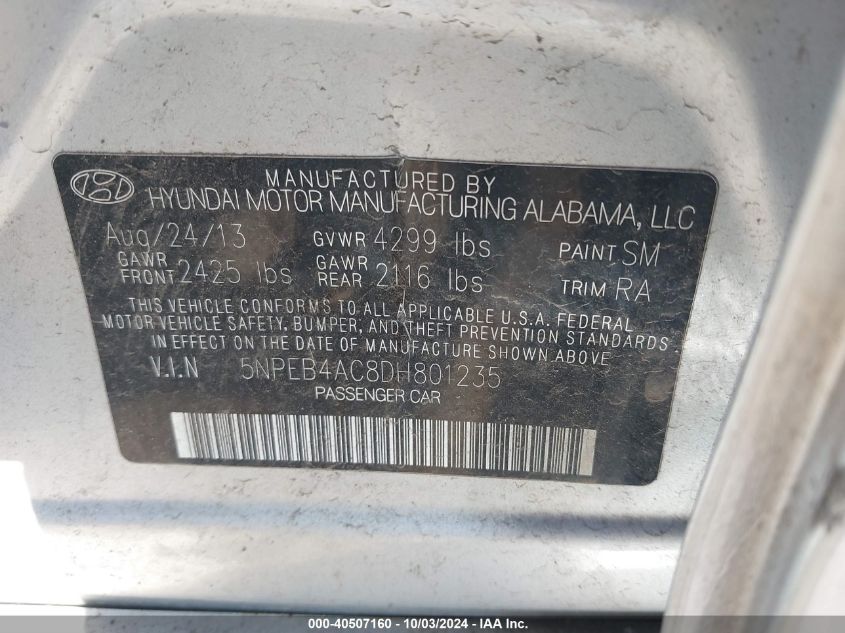 MANUFACTURED BY
HYUNDAI MOTOR MANUFACTURING ALABAMA, LLC
Aug/24/13 GVWR 4299 lbs PAINT SM
GAWR FRONT 2425 lbs GAWR REAR 2116 lbs TRIM RA
THIS VEHICLE CONFORMS TO ALL APPLICABLE U.S.A. FEDERAL
MOTOR VEHICLE SAFETY, BUMPER, AND THEFT PREVENTION STANDARDS
IN EFFECT ON THE DATE OF MANUFACTURE SHOWN ABOVE.
V.I.N 5NPEB4AC8DH801235
PASSENGER CAR
000-40507160 - 10/03/2024 - IAA Inc.